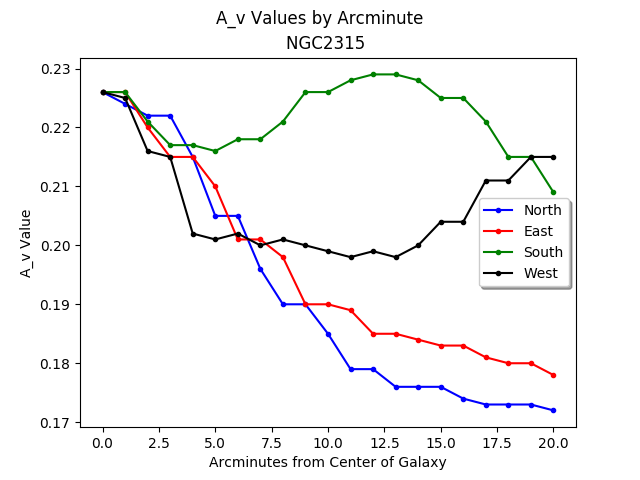 A_v Values by Arcminute
NGC2315
A_v Value
0.23
0.22
0.21
0.20
0.19
0.18
0.17
North
East
South
West
0.0 2.5 5.0 7.5 10.0 12.5 15.0 17.5 20.0
Arcminutes from Center of Galaxy